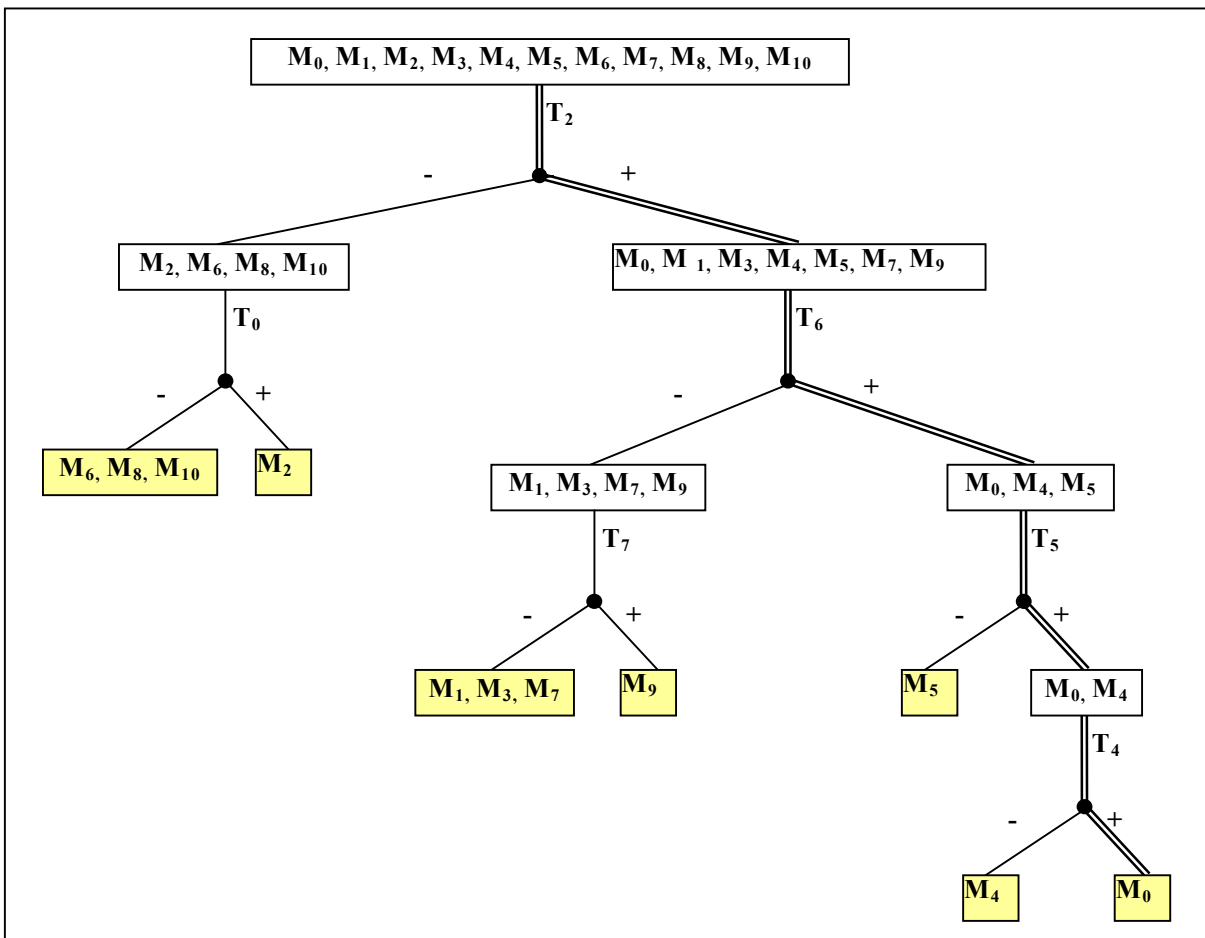 M₀, M₁, M₂, M₃, M₄, M₅, M₆, M₇, M₈, M₉, M₁₀
T₂
- +
M₂, M₆, M₈, M₁₀
M₀, M ₁, M₃, M₄, M₅, M₇, M₉
T₀
T₆
- +
- +
M₆, M₈, M₁₀
M₂
M₁, M₃, M₇, M₉
M₀, M₄, M₅
T₇
T₅
- +
- +
M₁, M₃, M₇
M₉
M₅
M₀, M₄
T₄
- +
M₄
M₀